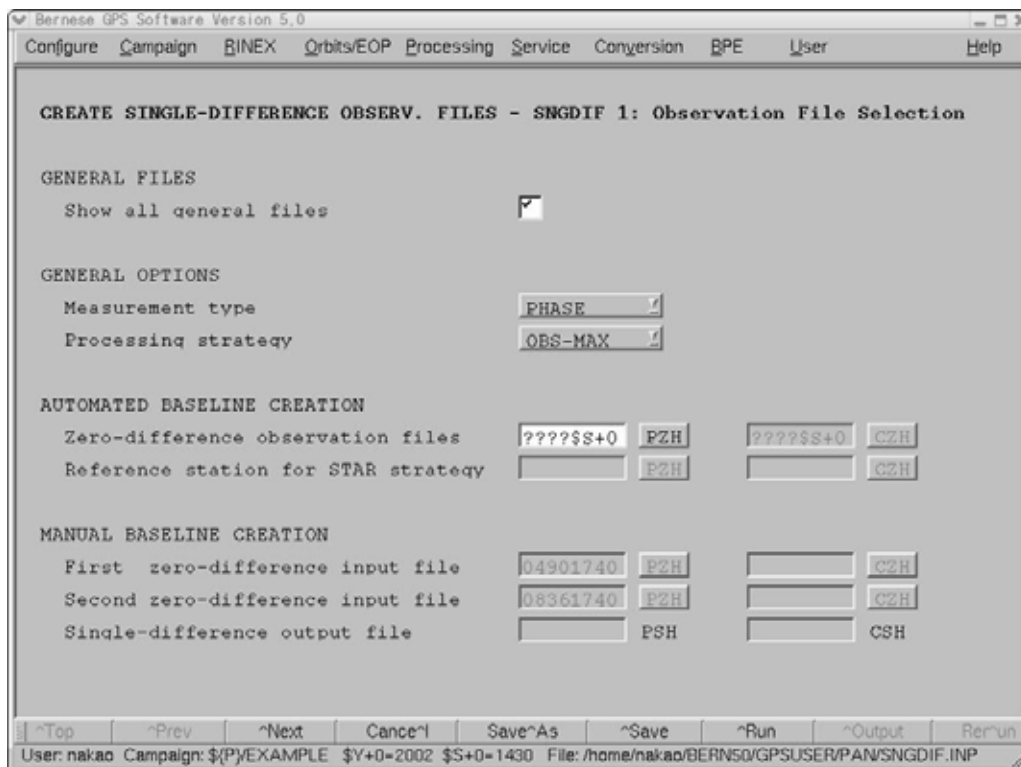 Bernese GPS Software Version 5.0
Configure Campaign RINEX Orbits/EOP Processing Service Conversion BPE User Help
CREATE SINGLE-DIFFERENCE OBSERV. FILES - SNGDIF 1: Observation File Selection
GENERAL FILES
Show all general files
GENERAL OPTIONS
Measurement type PHASE
Processing strategy OBS-MAX
AUTOMATED BASELINE CREATION
Zero-difference observation files ????$S+0 PZH ????$S+0 CZH
Reference station for STAR strategy PZH CZH
MANUAL BASELINE CREATION
First zero-difference input file 04901740 PZH CZH
Second zero-difference input file 08361740 PZH CZH
Single-difference output file PSH CSH
^Top ^Prev ^Next Cance^l Save^As ^Save ^Run ^Output Rer^un
User: nakao Campaign: ${P}/EXAMPLE $Y+0=2002 $S+0=1430 File: /home/nakao/BERN50/GPSUSER/PAN/SNGDIF.INP